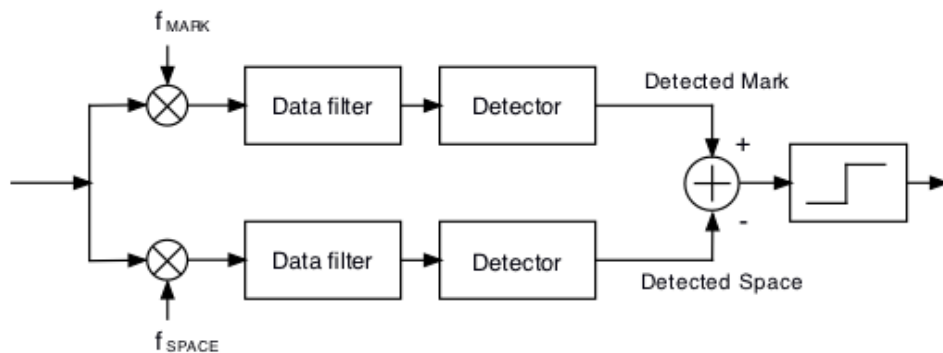 f MARK
Data filter
Detector
Detected Mark
+
-
Data filter
Detector
Detected Space
f SPACE